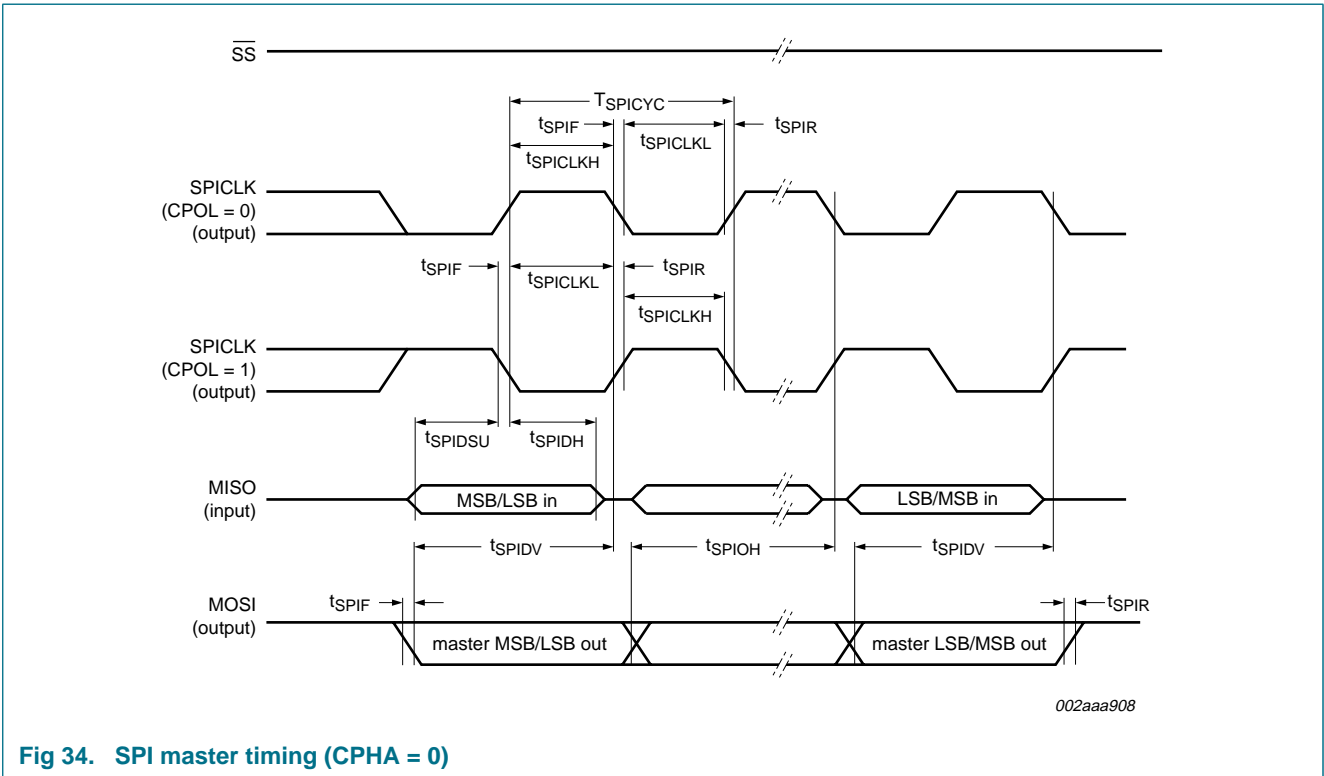 SS
TSPICYC
tSPIF
tSPICLKL
tSPIR
tSPICLKH
SPICLK
(CPOL = 0)
(output)
tSPIF
tSPICLKL
tSPIR
tSPICLKH
SPICLK
(CPOL = 1)
(output)
tSPIDSU
tSPIDH
MISO
(input)
MSB/LSB in
LSB/MSB in
tSPIDV
tSPIOH
tSPIDV
MOSI
(output)
tSPIF
tSPIR
master MSB/LSB out
master LSB/MSB out
002aaa908
Fig 34. SPI master timing (CPHA = 0)